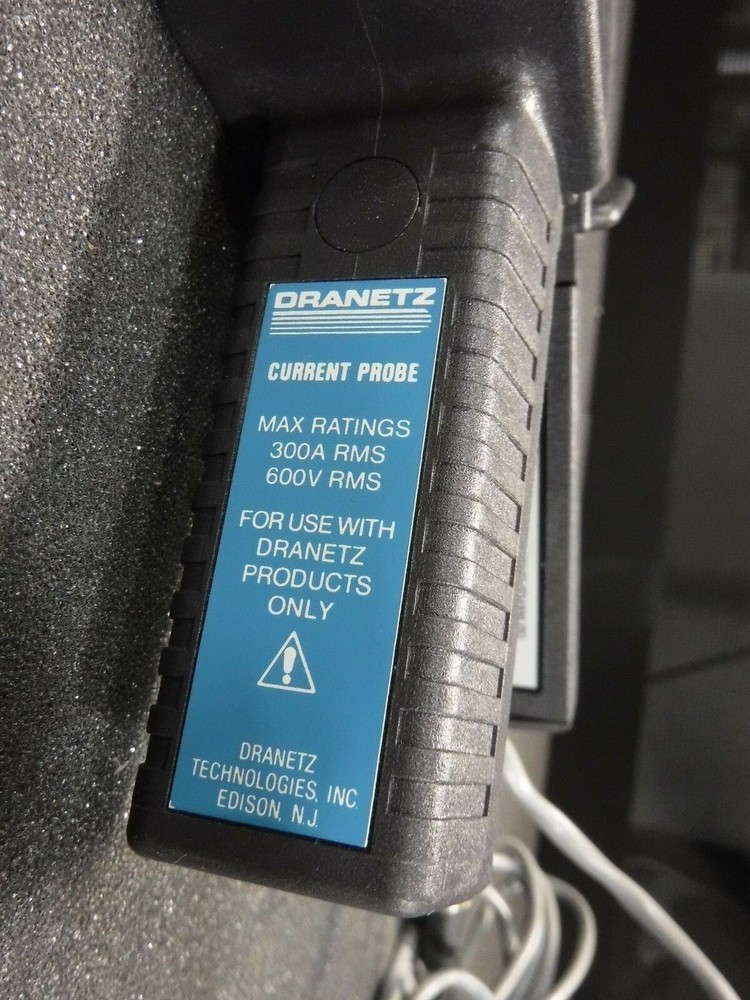 DRANETZ
CURRENT PROBE
MAX RATINGS
300A RMS
600V RMS
FOR USE WITH
DRANETZ
PRODUCTS
ONLY
DRANETZ
TECHNOLOGIES, INC
EDISON, N.J.